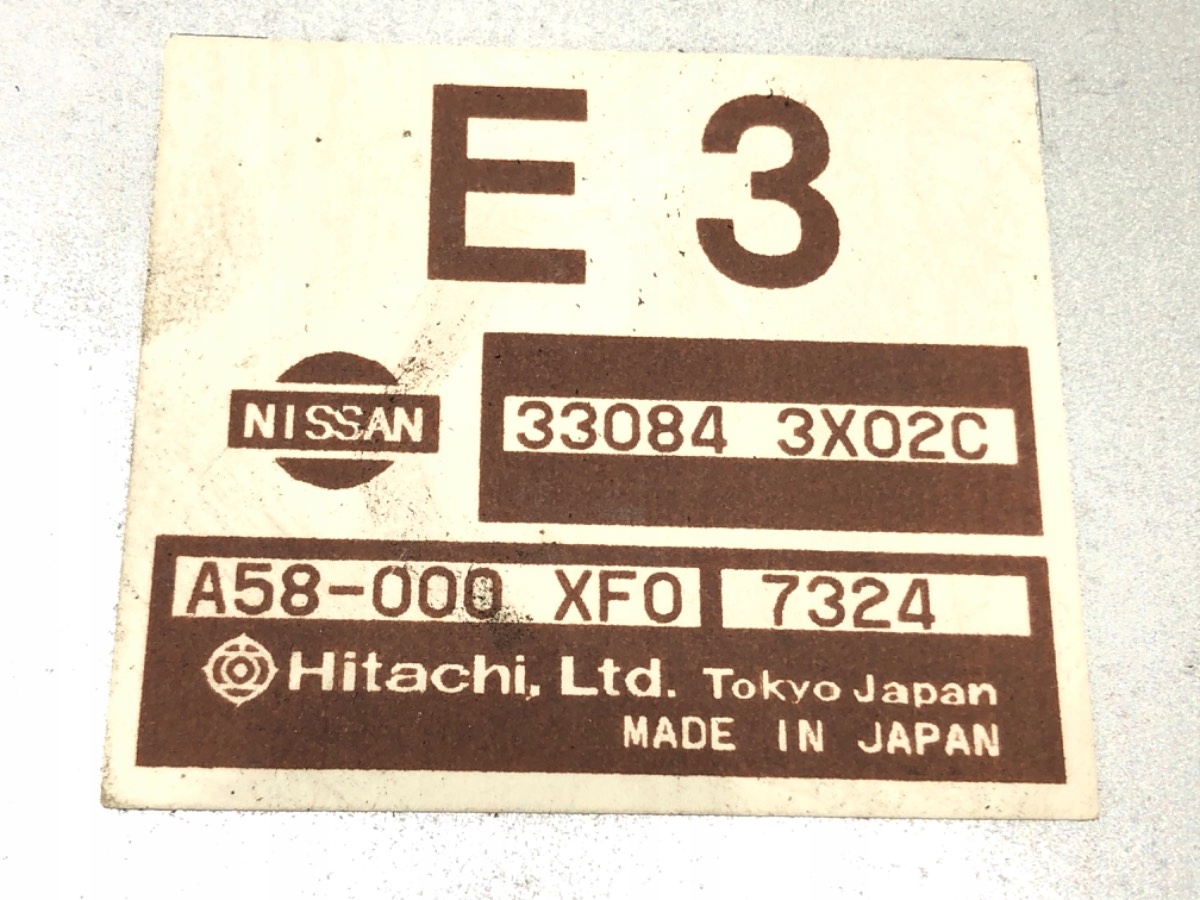 E 3
NISSAN 33084 3X02C
A58-000 XF0 7324
Hitachi, Ltd. Tokyo Japan
MADE IN JAPAN